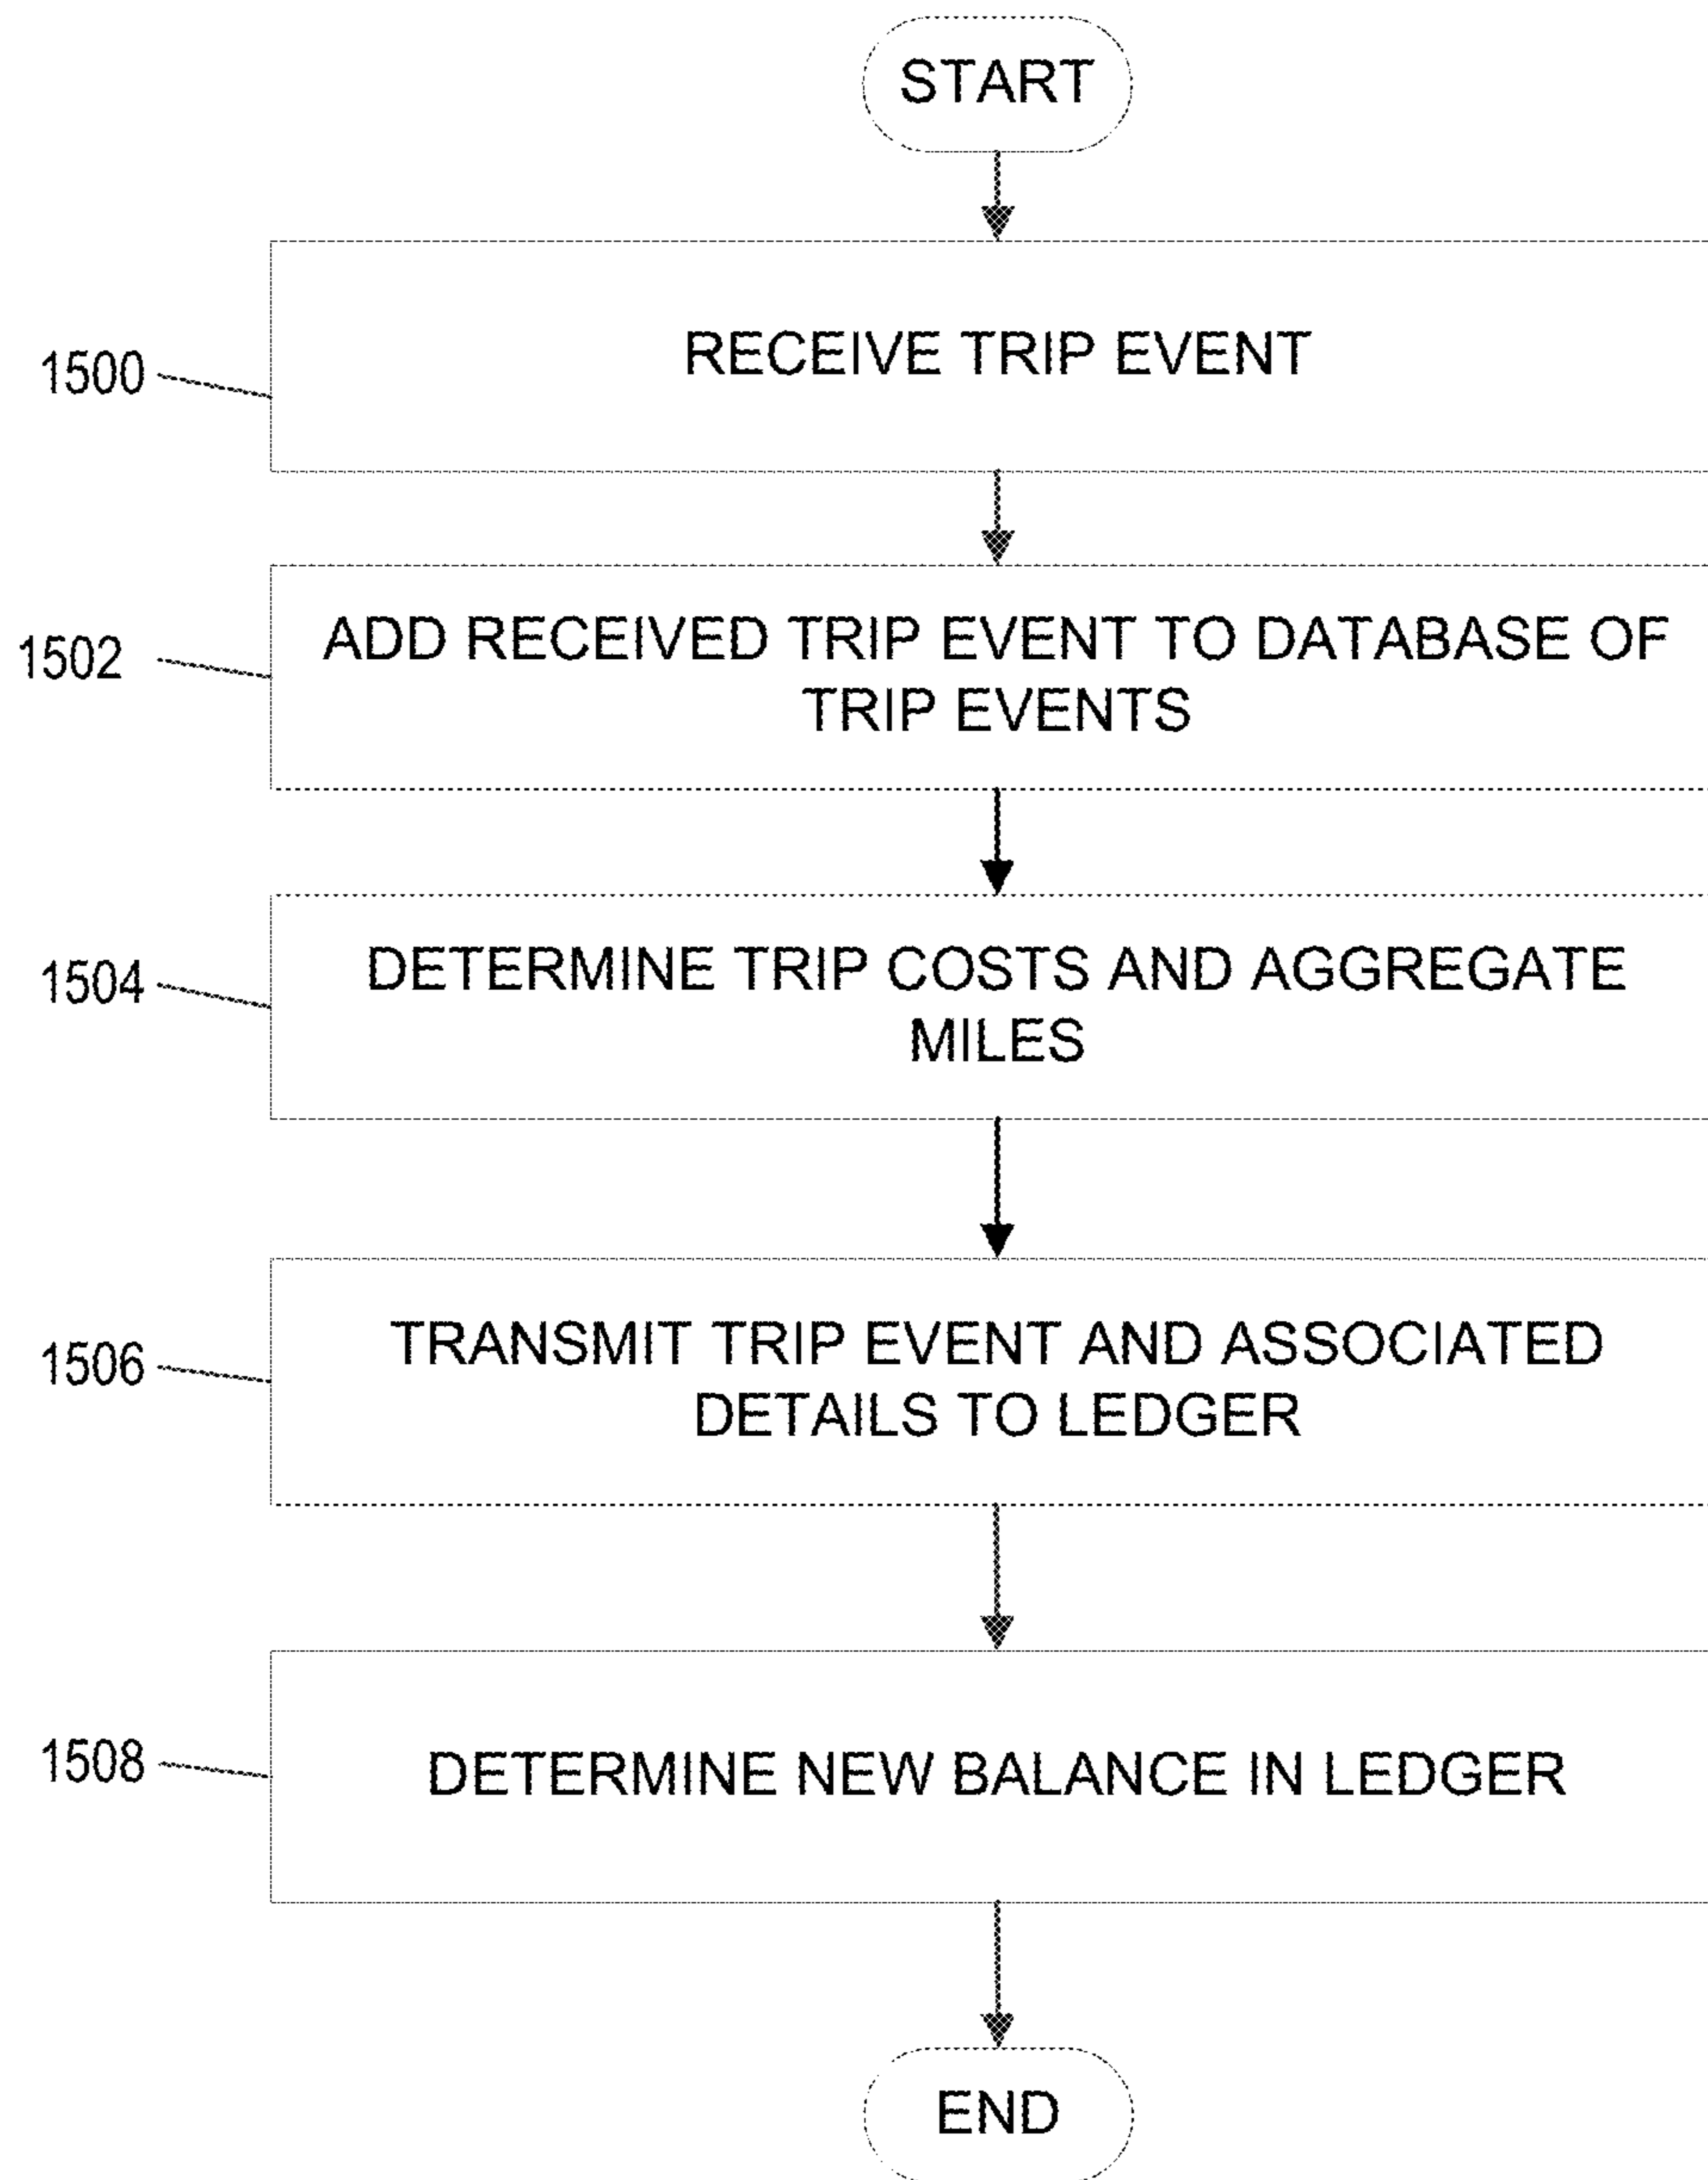 START
1500
RECEIVE TRIP EVENT
1502
ADD RECEIVED TRIP EVENT TO DATABASE OF
TRIP EVENTS
1504
DETERMINE TRIP COSTS AND AGGREGATE
MILES
1506
TRANSMIT TRIP EVENT AND ASSOCIATED
DETAILS TO LEDGER
1508
DETERMINE NEW BALANCE IN LEDGER
END